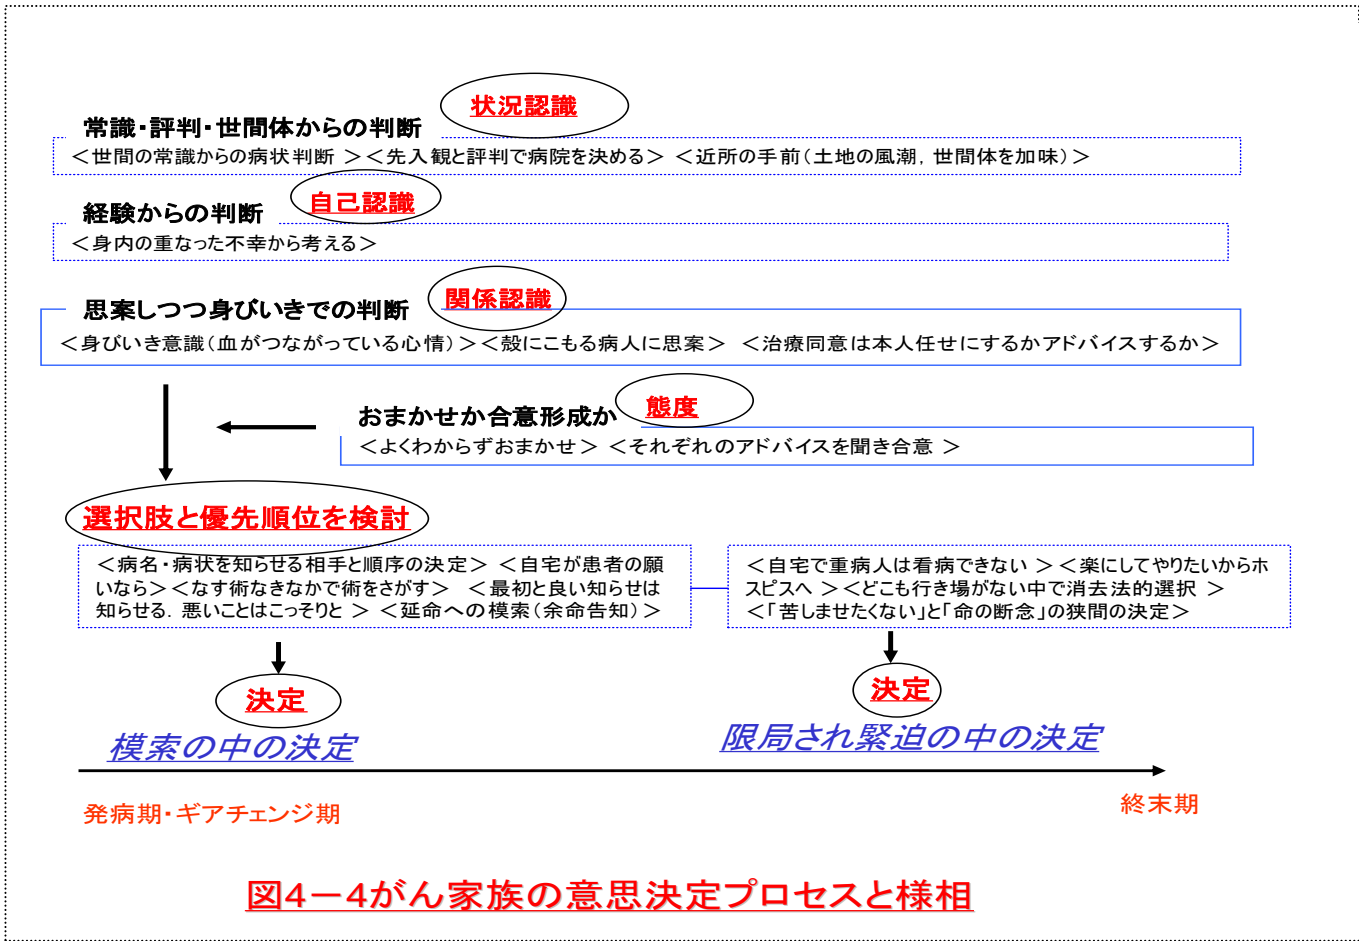 状況認識
常識・評判・世間体からの判断
＜世間の常識からの病状判断 ＞＜先入観と評判で病院を決める＞ ＜近所の手前（土地の風潮，世間体を加味）＞
自己認識
経験からの判断
＜身内の重なった不幸から考える＞
関係認識
思案しつつ身びいきでの判断
＜身びいき意識（血がつながっている心情）＞＜殻にこもる病人に思案＞ ＜治療同意は本人任せにするかアドバイスするか＞
態度
おまかせか合意形成か
＜よくわからずおまかせ＞ ＜それぞれのアドバイスを聞き合意 ＞
選択肢と優先順位を検討
＜病名・病状を知らせる相手と順序の決定＞ ＜自宅が患者の願
いなら＞＜なす術なきなかで術をさがす＞ ＜最初と良い知らせは
知らせる．悪いことはこっそりと ＞ ＜延命への模索（余命告知）＞
＜自宅で重病人は看病できない ＞＜楽にしてやりたいからホ
スピスへ ＞＜どこも行き場がない中で消去法的選択 ＞
＜「苦しませたくない」と「命の断念」の狭間の決定＞
決定
決定
模索の中の決定
限局され緊迫の中の決定
発病期・ギアチェンジ期
終末期
図４－４がん家族の意思決定プロセスと様相